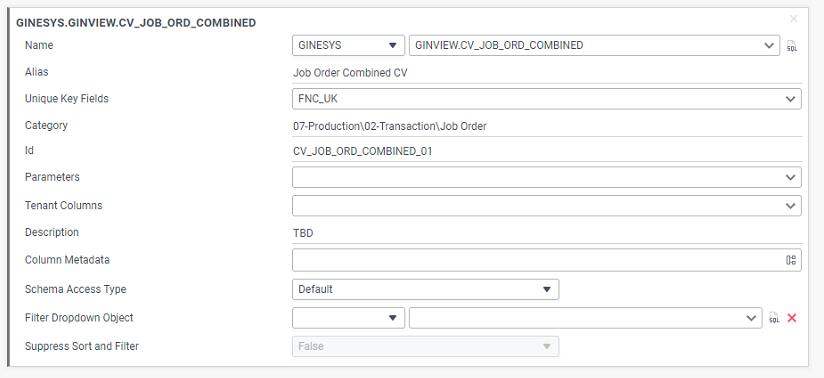 GINESYS.GINVIEW.CV_JOB_ORD_COMBINED
Name GINESYS GINVIEW.CV_JOB_ORD_COMBINED SQL
Alias Job Order Combined CV
Unique Key Fields FNC_UK
Category 07-Production\02-Transaction\Job Order
Id CV_JOB_ORD_COMBINED_01
Parameters
Tenant Columns
Description TBD
Column Metadata
Schema Access Type Default
Filter Dropdown Object SQL
Suppress Sort and Filter False